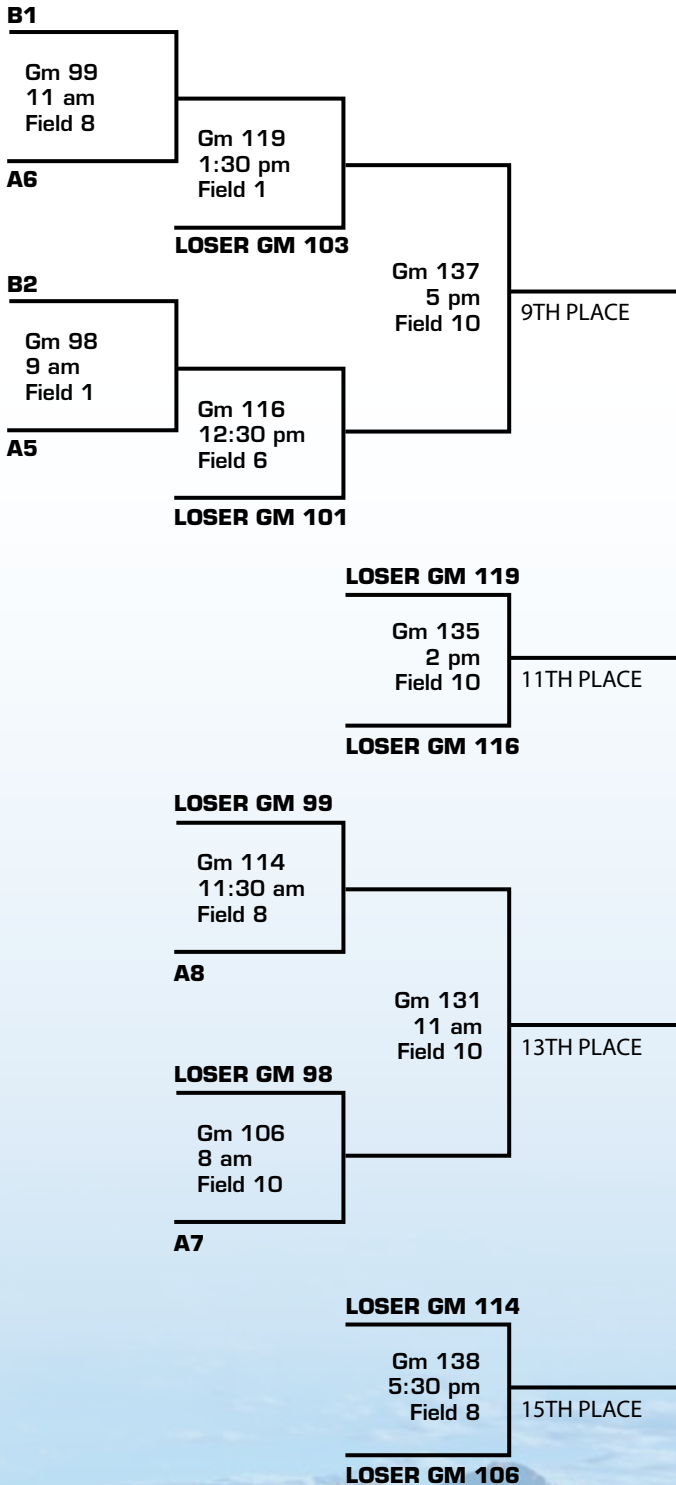 B1
Gm 99
11 am
Field 8
A6
Gm 119
1:30 pm
Field 1
LOSER GM 103
B2
Gm 98
9 am
Field 1
A5
Gm 116
12:30 pm
Field 6
LOSER GM 101
Gm 137
5 pm
Field 10
9TH PLACE
LOSER GM 119
Gm 135
2 pm
Field 10
11TH PLACE
LOSER GM 116
LOSER GM 99
Gm 114
11:30 am
Field 8
A8
LOSER GM 98
Gm 106
8 am
Field 10
A7
Gm 131
11 am
Field 10
13TH PLACE
LOSER GM 114
Gm 138
5:30 pm
Field 8
15TH PLACE
LOSER GM 106